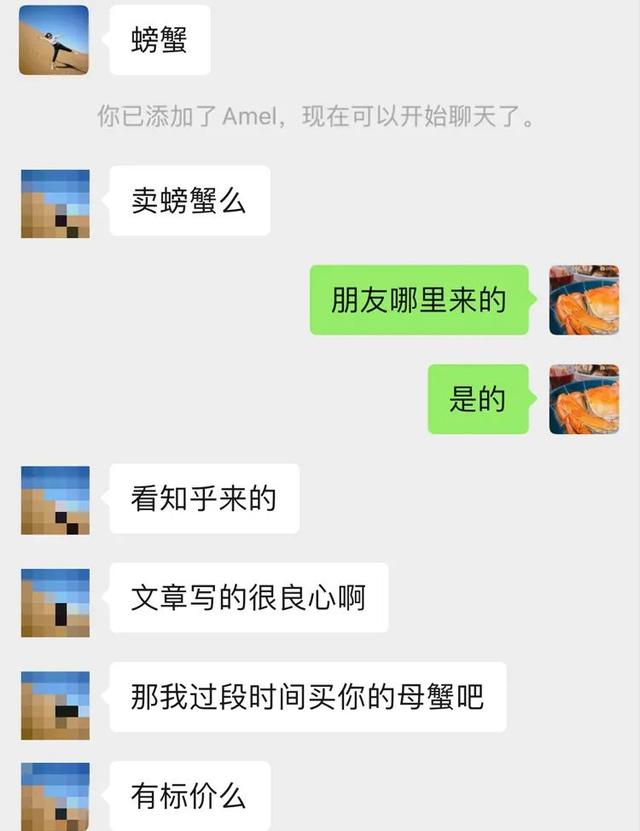 螃蟹
你已添加了Amel，现在可以开始聊天了。
卖螃蟹么
朋友哪里来的
是的
看知乎来的
文章写的很良心啊
那我过段时间买你的母蟹吧
有标价么